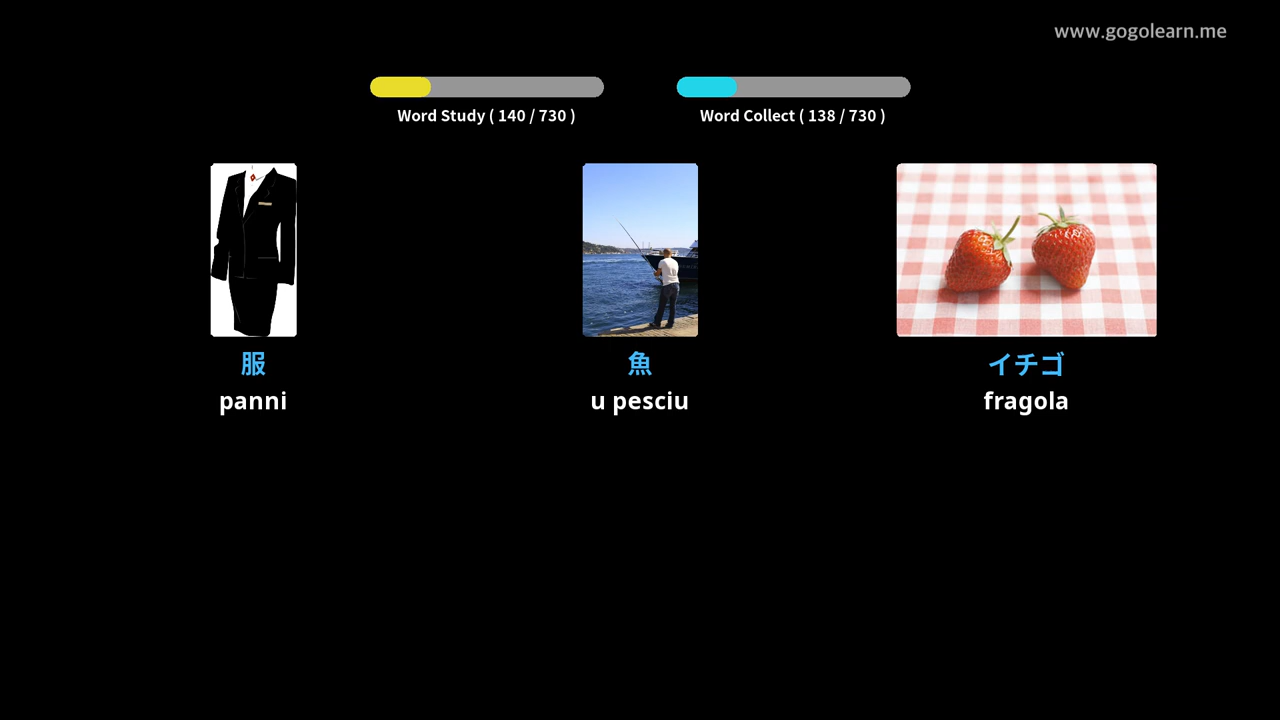 www.gogolearn.me
Word Study ( 140 / 730 )
Word Collect ( 138 / 730 )
服
panni
魚
u pesciu
イチゴ
fragola